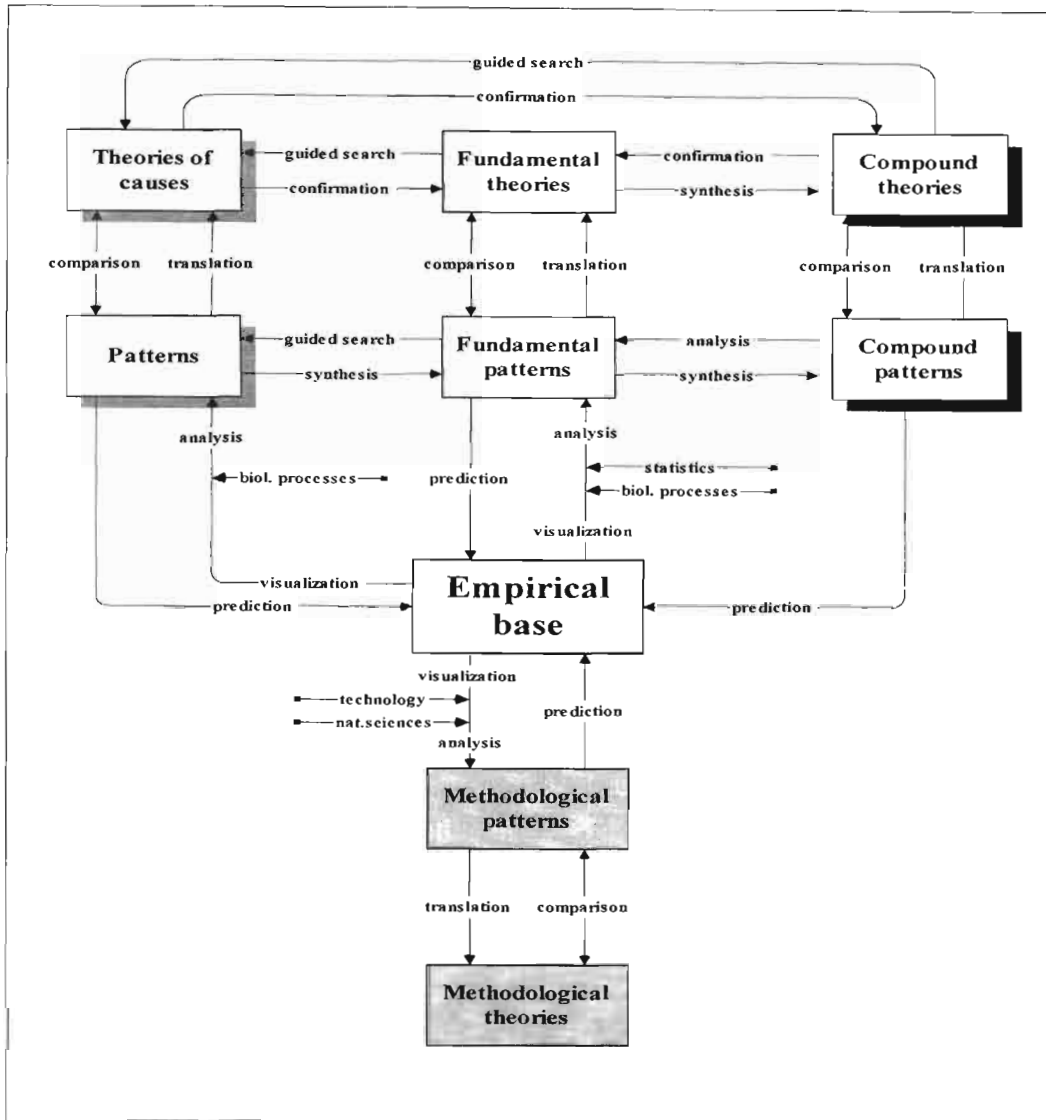 guided search
confirmation
Theories of
causes
guided search
confirmation
Fundamental
theories
confirmation
synthesis
Compound
theories
comparison
translation
comparison
translation
comparison
translation
Patterns
guided search
synthesis
Fundamental
patterns
analysis
synthesis
Compound
patterns
analysis
biol. processes
prediction
analysis
statistics
biol. processes
visualization
visualization
prediction
Empirical
base
prediction
visualization
technology
nat.sciences
analysis
prediction
Methodological
patterns
translation
comparison
Methodological
theories